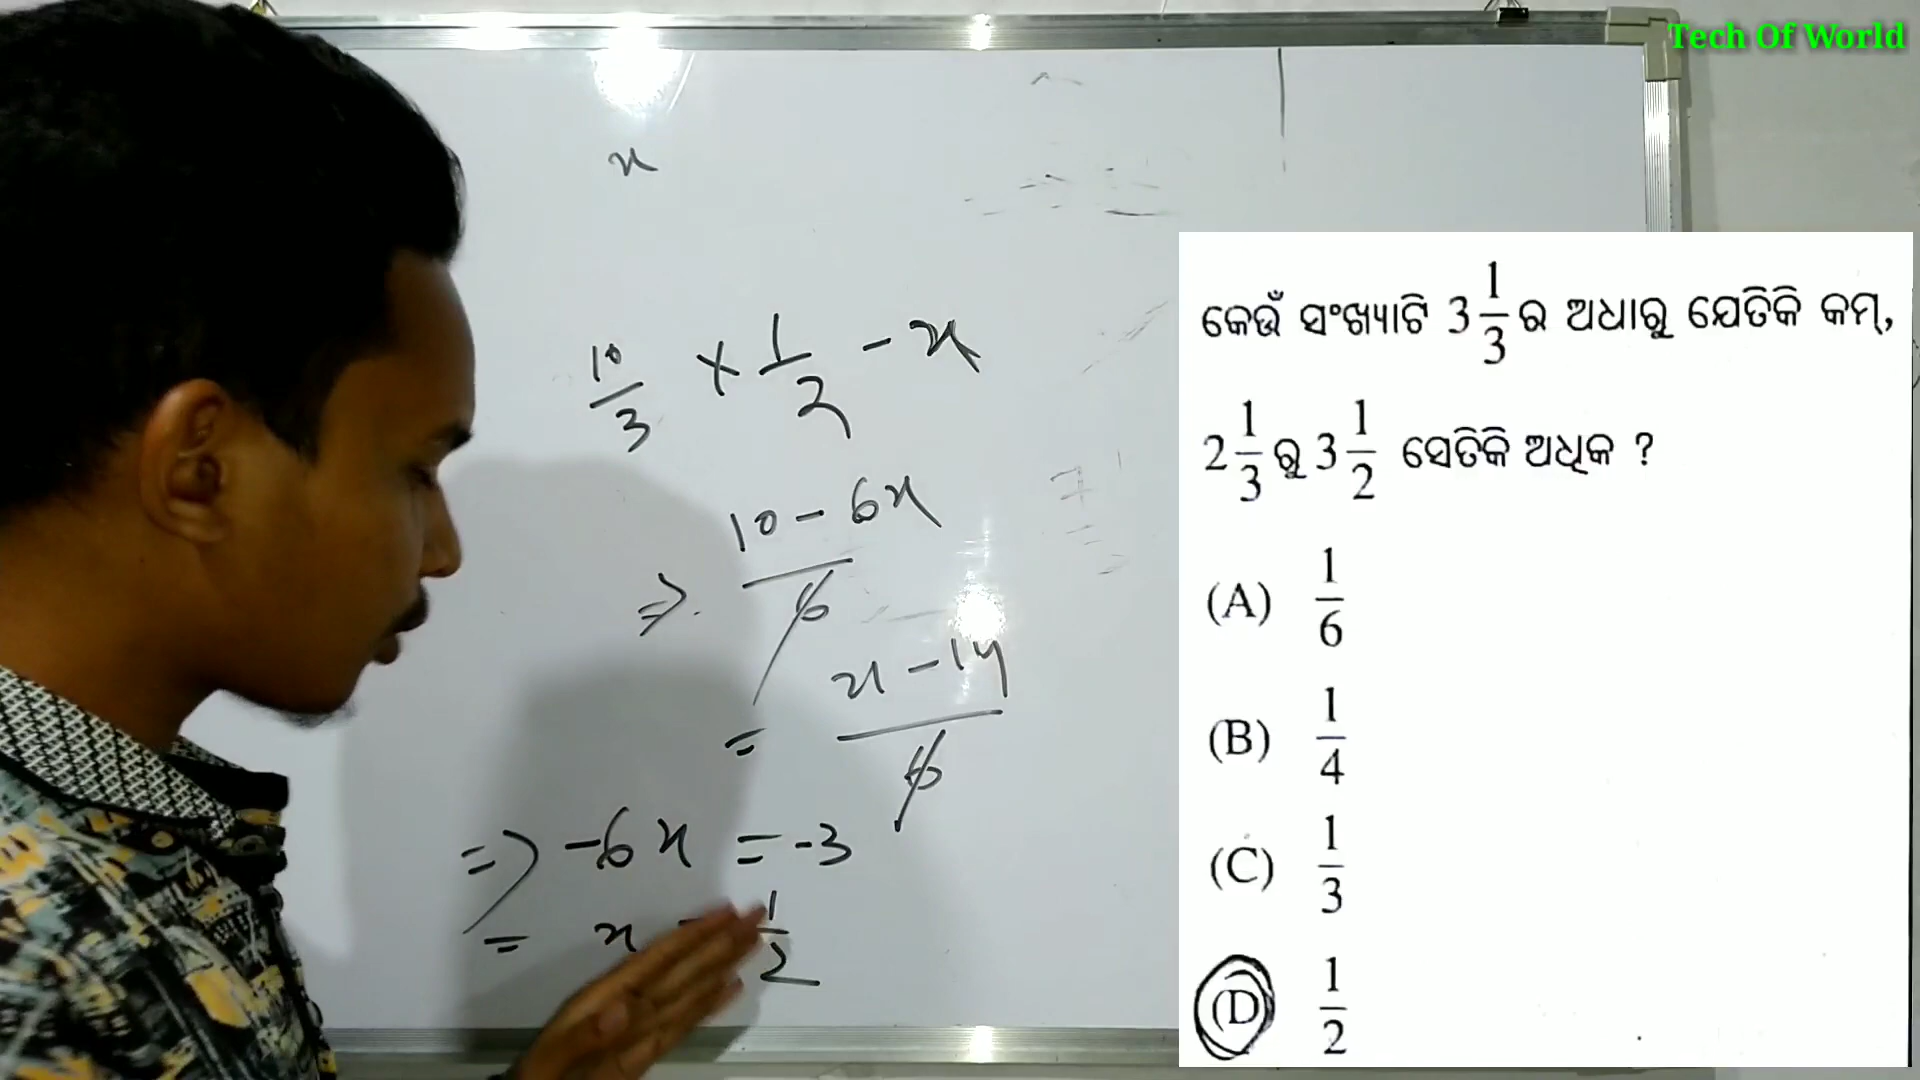 Tech Of World
x
10/3 × 1/2 - x
⇒ (10 - 6x)/6
= (x - 14)/6
⇒ -6x = -3
= x = 1/2
କେଉଁ ସଂଖ୍ୟାଟି 3 1/3 ର ଅଧାରୁ ଯେତିକି କମ୍,
2 1/3 ରୁ 3 1/2 ସେତିକି ଅଧିକ ?
(A) 1/6
(B) 1/4
(C) 1/3
(D) 1/2